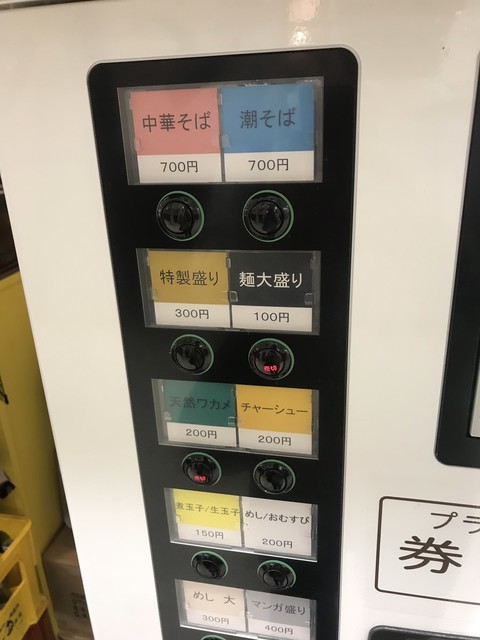 中華そば
700円
潮そば
700円
特製盛り
300円
麺大盛り
100円
売切
天然ワカメ
200円
チャーシュー
200円
売切
煮玉子/生玉子
150円
めし/おむすび
200円
めし 大
300円
マンガ盛り
400円
プラ
券